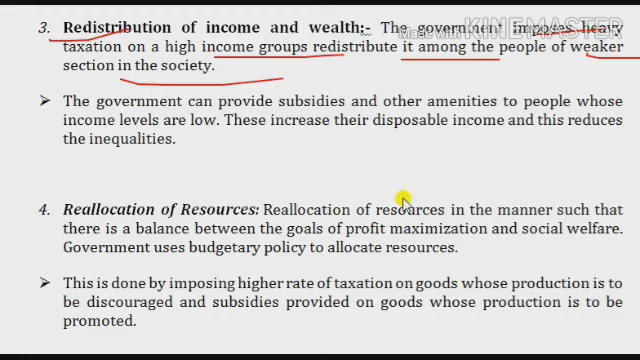 3. Redistribution of income and wealth:- The government imposes heavy
Made with KINEMASTER
taxation on a high income groups redistribute it among the people of weaker
section in the society.
➤ The government can provide subsidies and other amenities to people whose
income levels are low. These increase their disposable income and this reduces
the inequalities.
4. Reallocation of Resources: Reallocation of resources in the manner such that
there is a balance between the goals of profit maximization and social welfare.
Government uses budgetary policy to allocate resources.
➤ This is done by imposing higher rate of taxation on goods whose production is to
be discouraged and subsidies provided on goods whose production is to be
promoted.